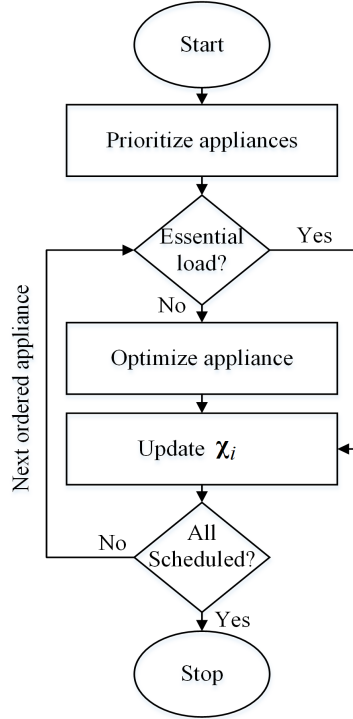 Start
Prioritize appliances
Essential
load?
Yes
No
Optimize appliance
Update χᵢ
Next ordered appliance
All
Scheduled?
No
Yes
Stop